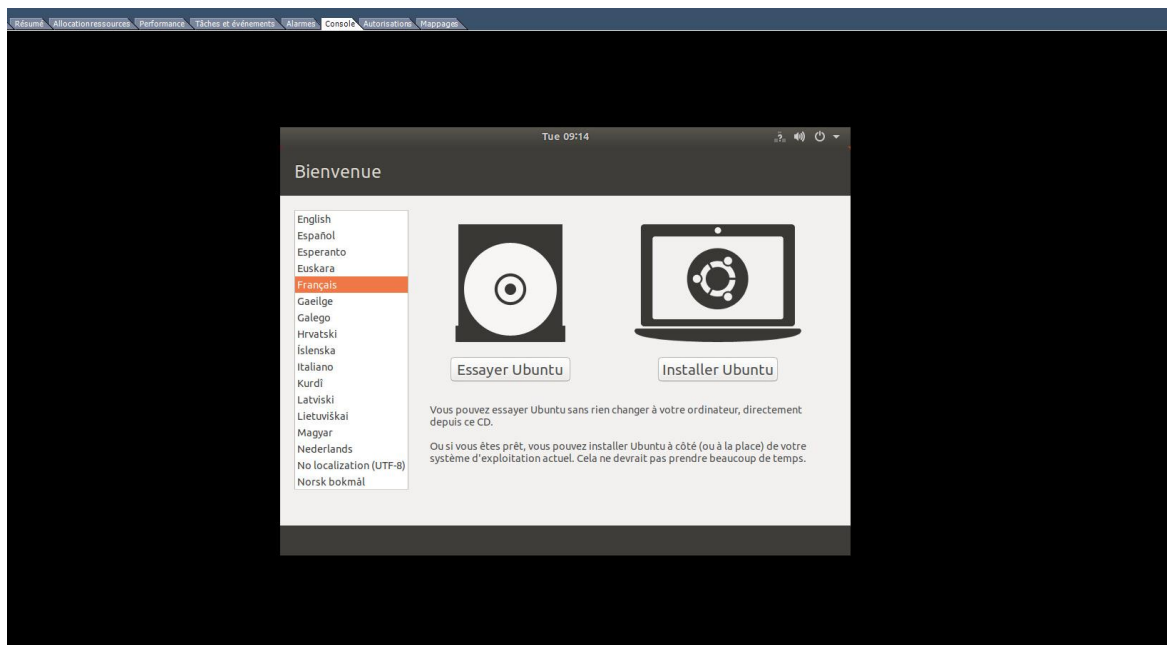 Résumé Allocation ressources Performance Tâches et événements Alarmes Console Autorisations Mappages
Tue 09:14
Bienvenue
English
Español
Esperanto
Euskara
Français
Gaeilge
Galego
Hrvatski
Íslenska
Italiano
Kurdî
Latviski
Lietuviškai
Magyar
Nederlands
No localization (UTF-8)
Norsk bokmål
Essayer Ubuntu
Installer Ubuntu
Vous pouvez essayer Ubuntu sans rien changer à votre ordinateur, directement
depuis ce CD.
Ou si vous êtes prêt, vous pouvez installer Ubuntu à côté (ou à la place) de votre
système d'exploitation actuel. Cela ne devrait pas prendre beaucoup de temps.